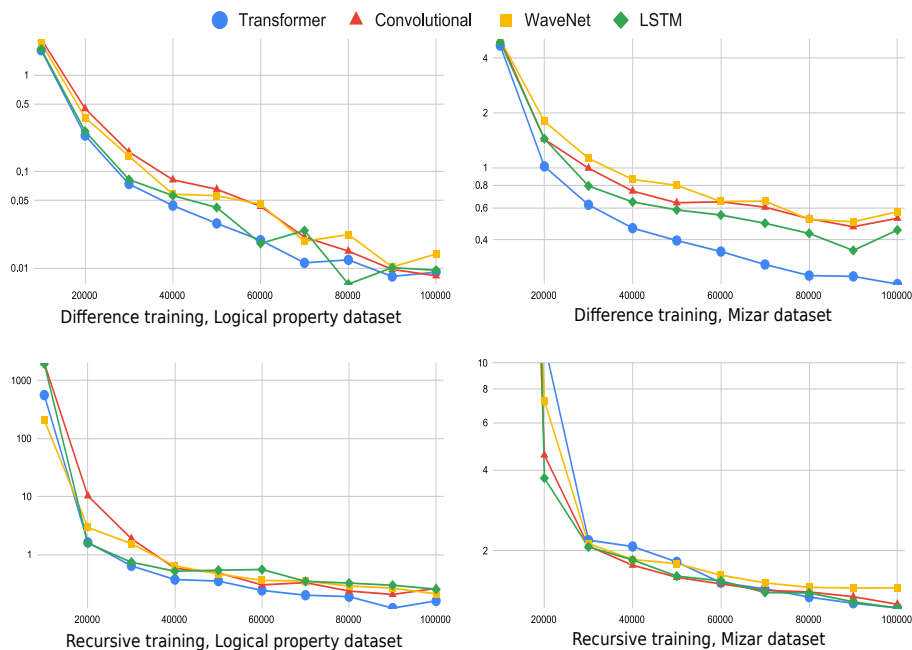 Transformer Convolutional WaveNet LSTM
1
0.5
0,1
0.05
0.01
20000 40000 60000 80000 100000
Difference training, Logical property dataset
4
2
1
0.8
0.6
0.4
20000 40000 60000 80000 100000
Difference training, Mizar dataset
1000
100
10
1
20000 40000 60000 80000 100000
Recursive training, Logical property dataset
10
8
6
4
2
20000 40000 60000 80000 100000
Recursive training, Mizar dataset